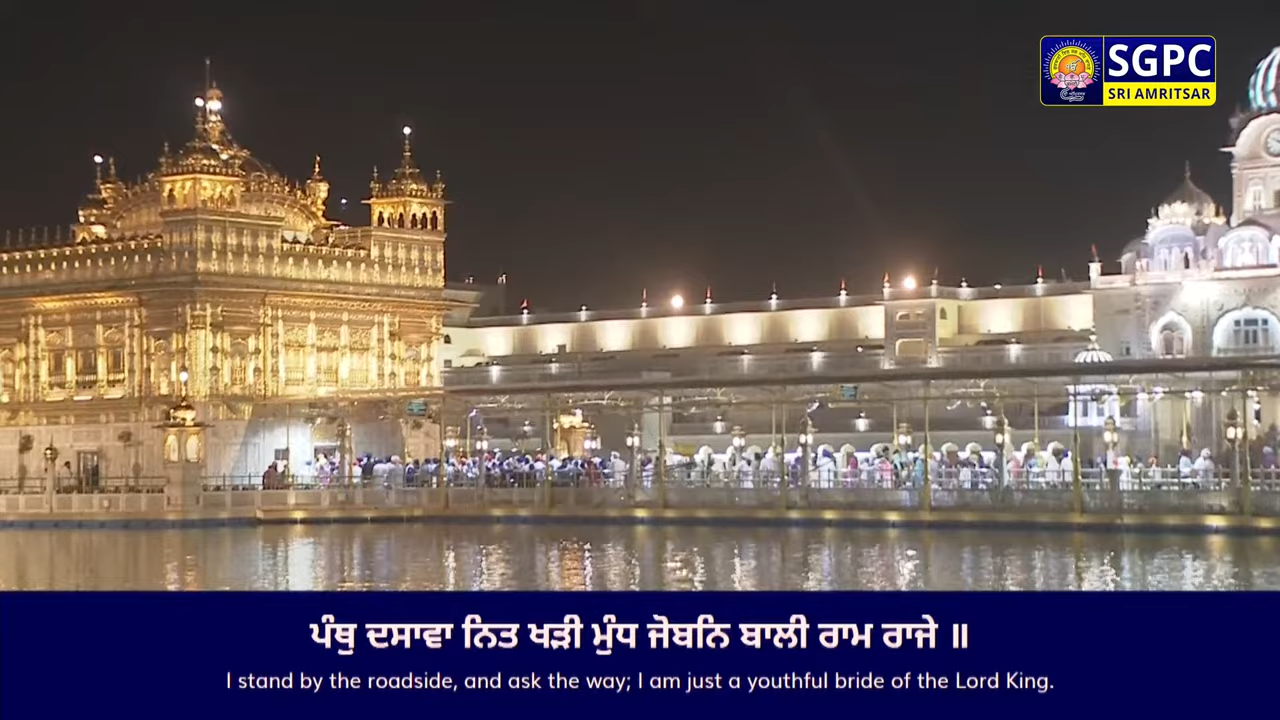 SGPC
SRI AMRITSAR
ਪੰਥੁ ਦਸਾਵਾ ਨਿਤ ਖੜੀ ਮੁੰਧ ਜੋਬਨਿ ਬਾਲੀ ਰਾਮ ਰਾਜੇ ॥
I stand by the roadside, and ask the way; I am just a youthful bride of the Lord King.